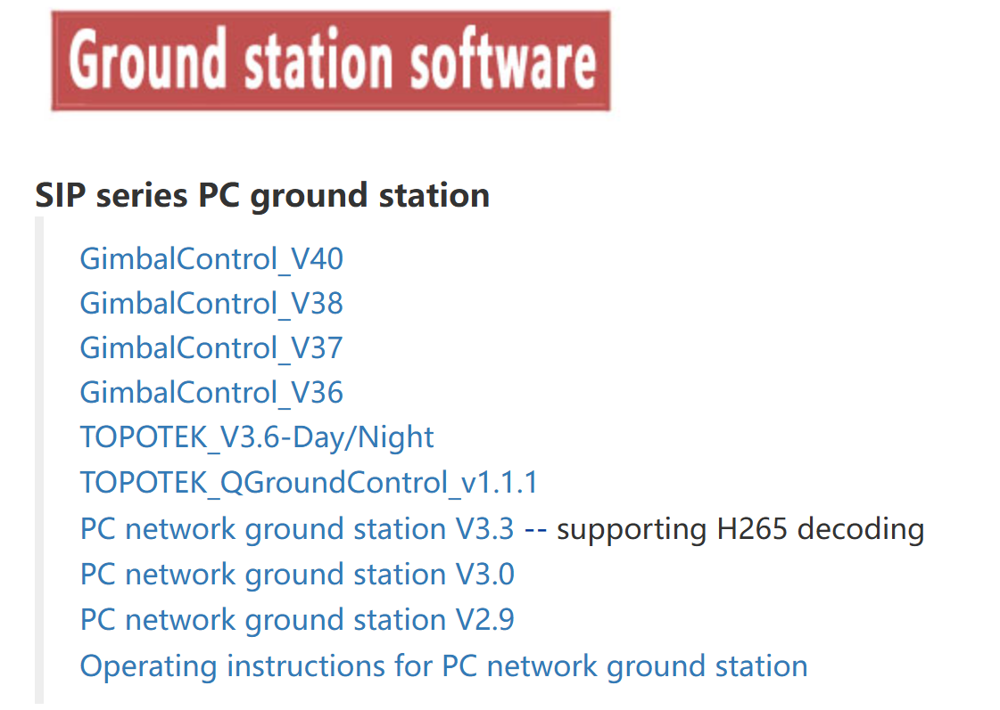 Ground station software
SIP series PC ground station
GimbalControl_V40
GimbalControl_V38
GimbalControl_V37
GimbalControl_V36
TOPOTEK_V3.6-Day/Night
TOPOTEK_QGroundControl_v1.1.1
PC network ground station V3.3 -- supporting H265 decoding
PC network ground station V3.0
PC network ground station V2.9
Operating instructions for PC network ground station